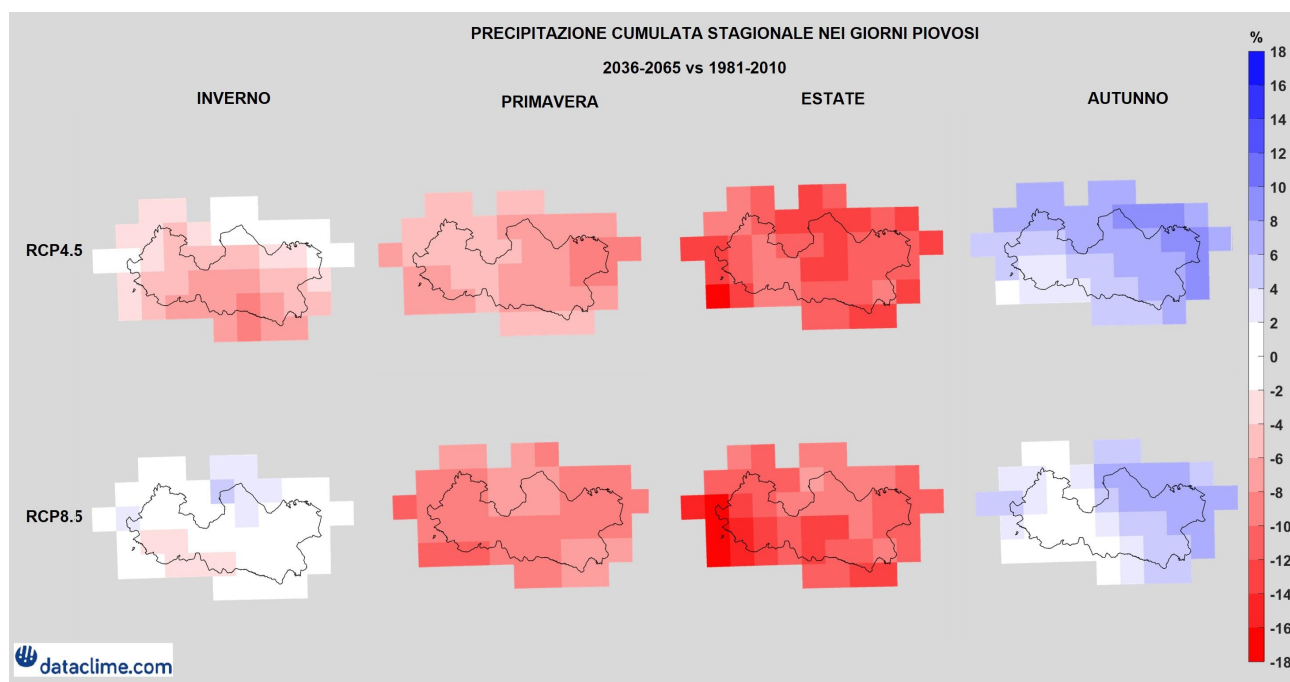 PRECIPITAZIONE CUMULATA STAGIONALE NEI GIORNI PIOVOSI
2036-2065 vs 1981-2010
INVERNO
PRIMAVERA
ESTATE
AUTUNNO
%
18
16
14
12
10
8
6
4
2
0
-2
-4
-6
-8
-10
-12
-14
-16
-18
RCP4.5
RCP8.5
dataclime.com